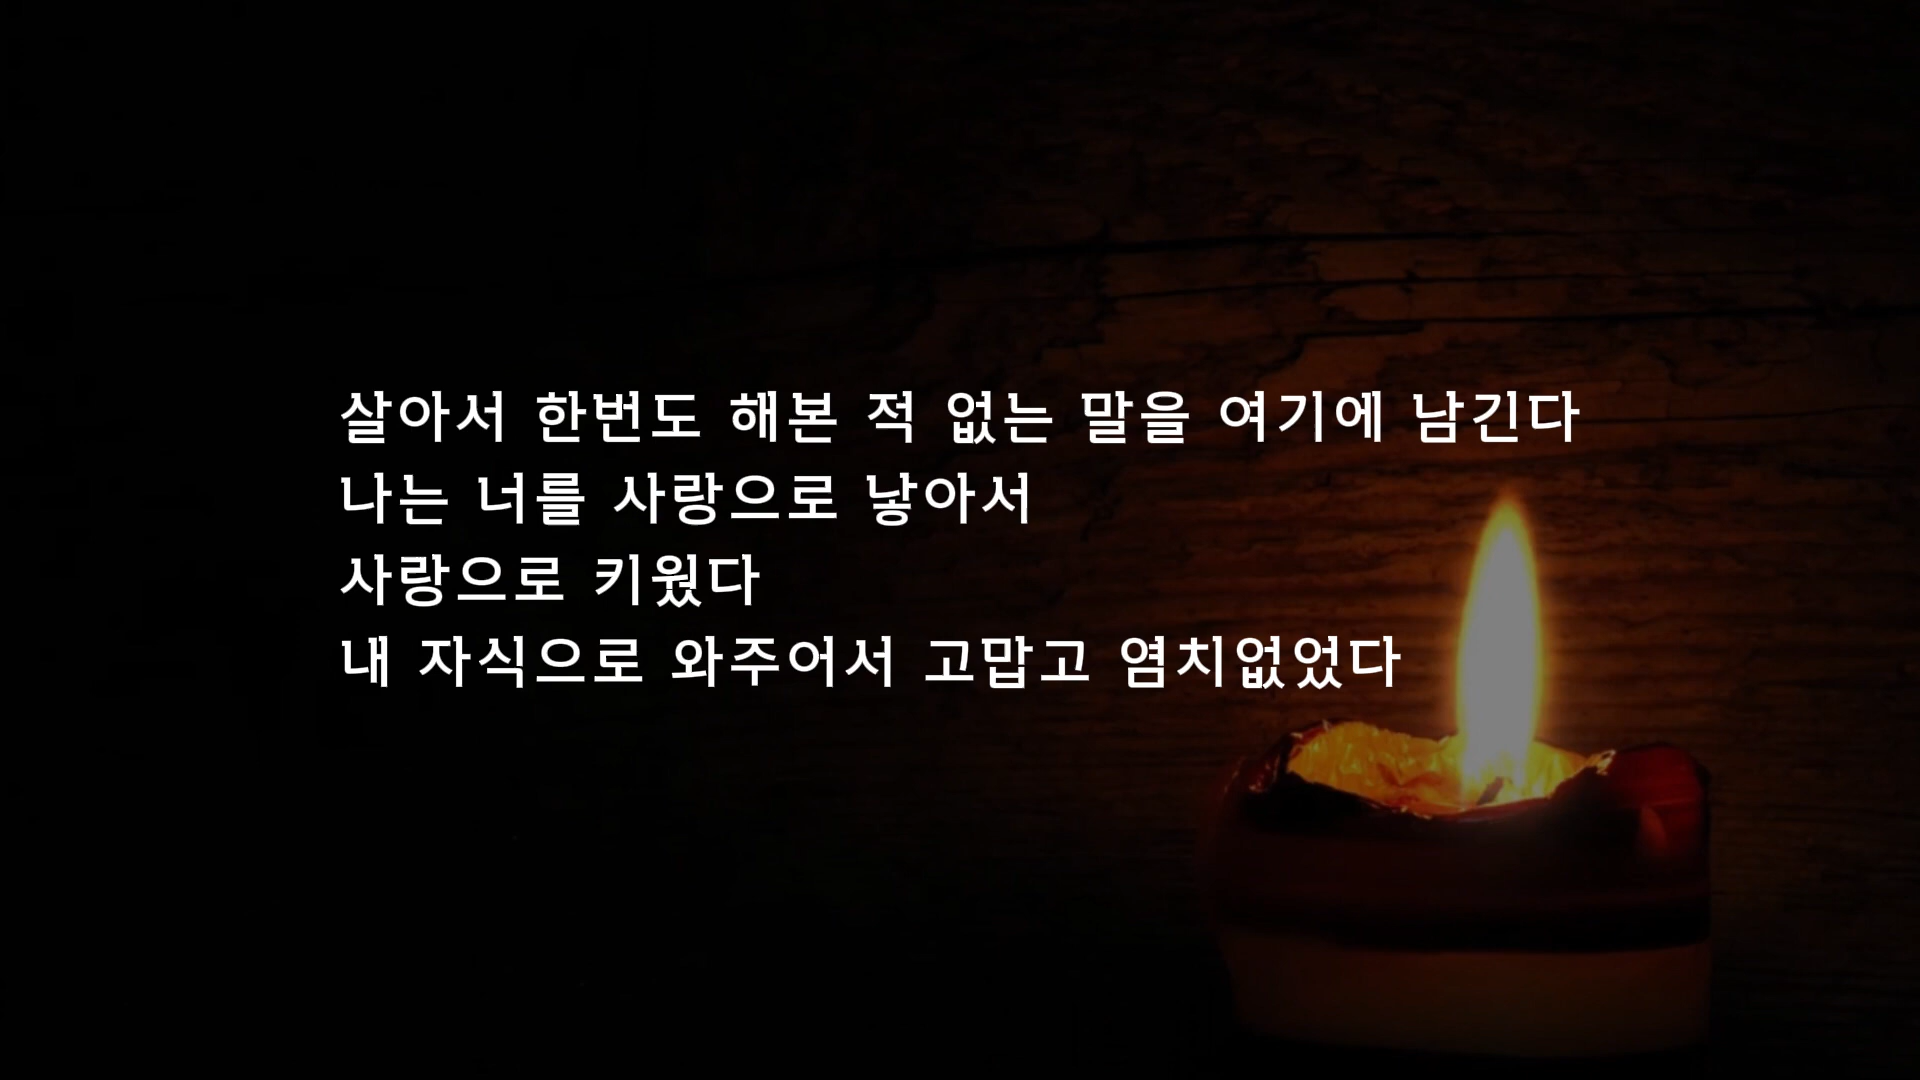 살아서 한번도 해본 적 없는 말을 여기에 남긴다
나는 너를 사랑으로 낳아서
사랑으로 키웠다
내 자식으로 와주어서 고맙고 염치없었다